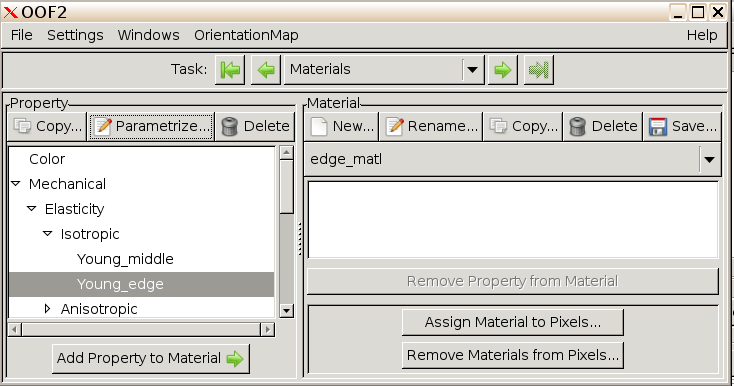 OOF2
File Settings Windows OrientationMap Help
Task: Materials
Property
Copy... Parametrize... Delete
Color
Mechanical
Elasticity
Isotropic
Young_middle
Young_edge
Anisotropic
Add Property to Material
Material
New... Rename... Copy... Delete Save...
edge_matl
Remove Property from Material
Assign Material to Pixels...
Remove Materials from Pixels...